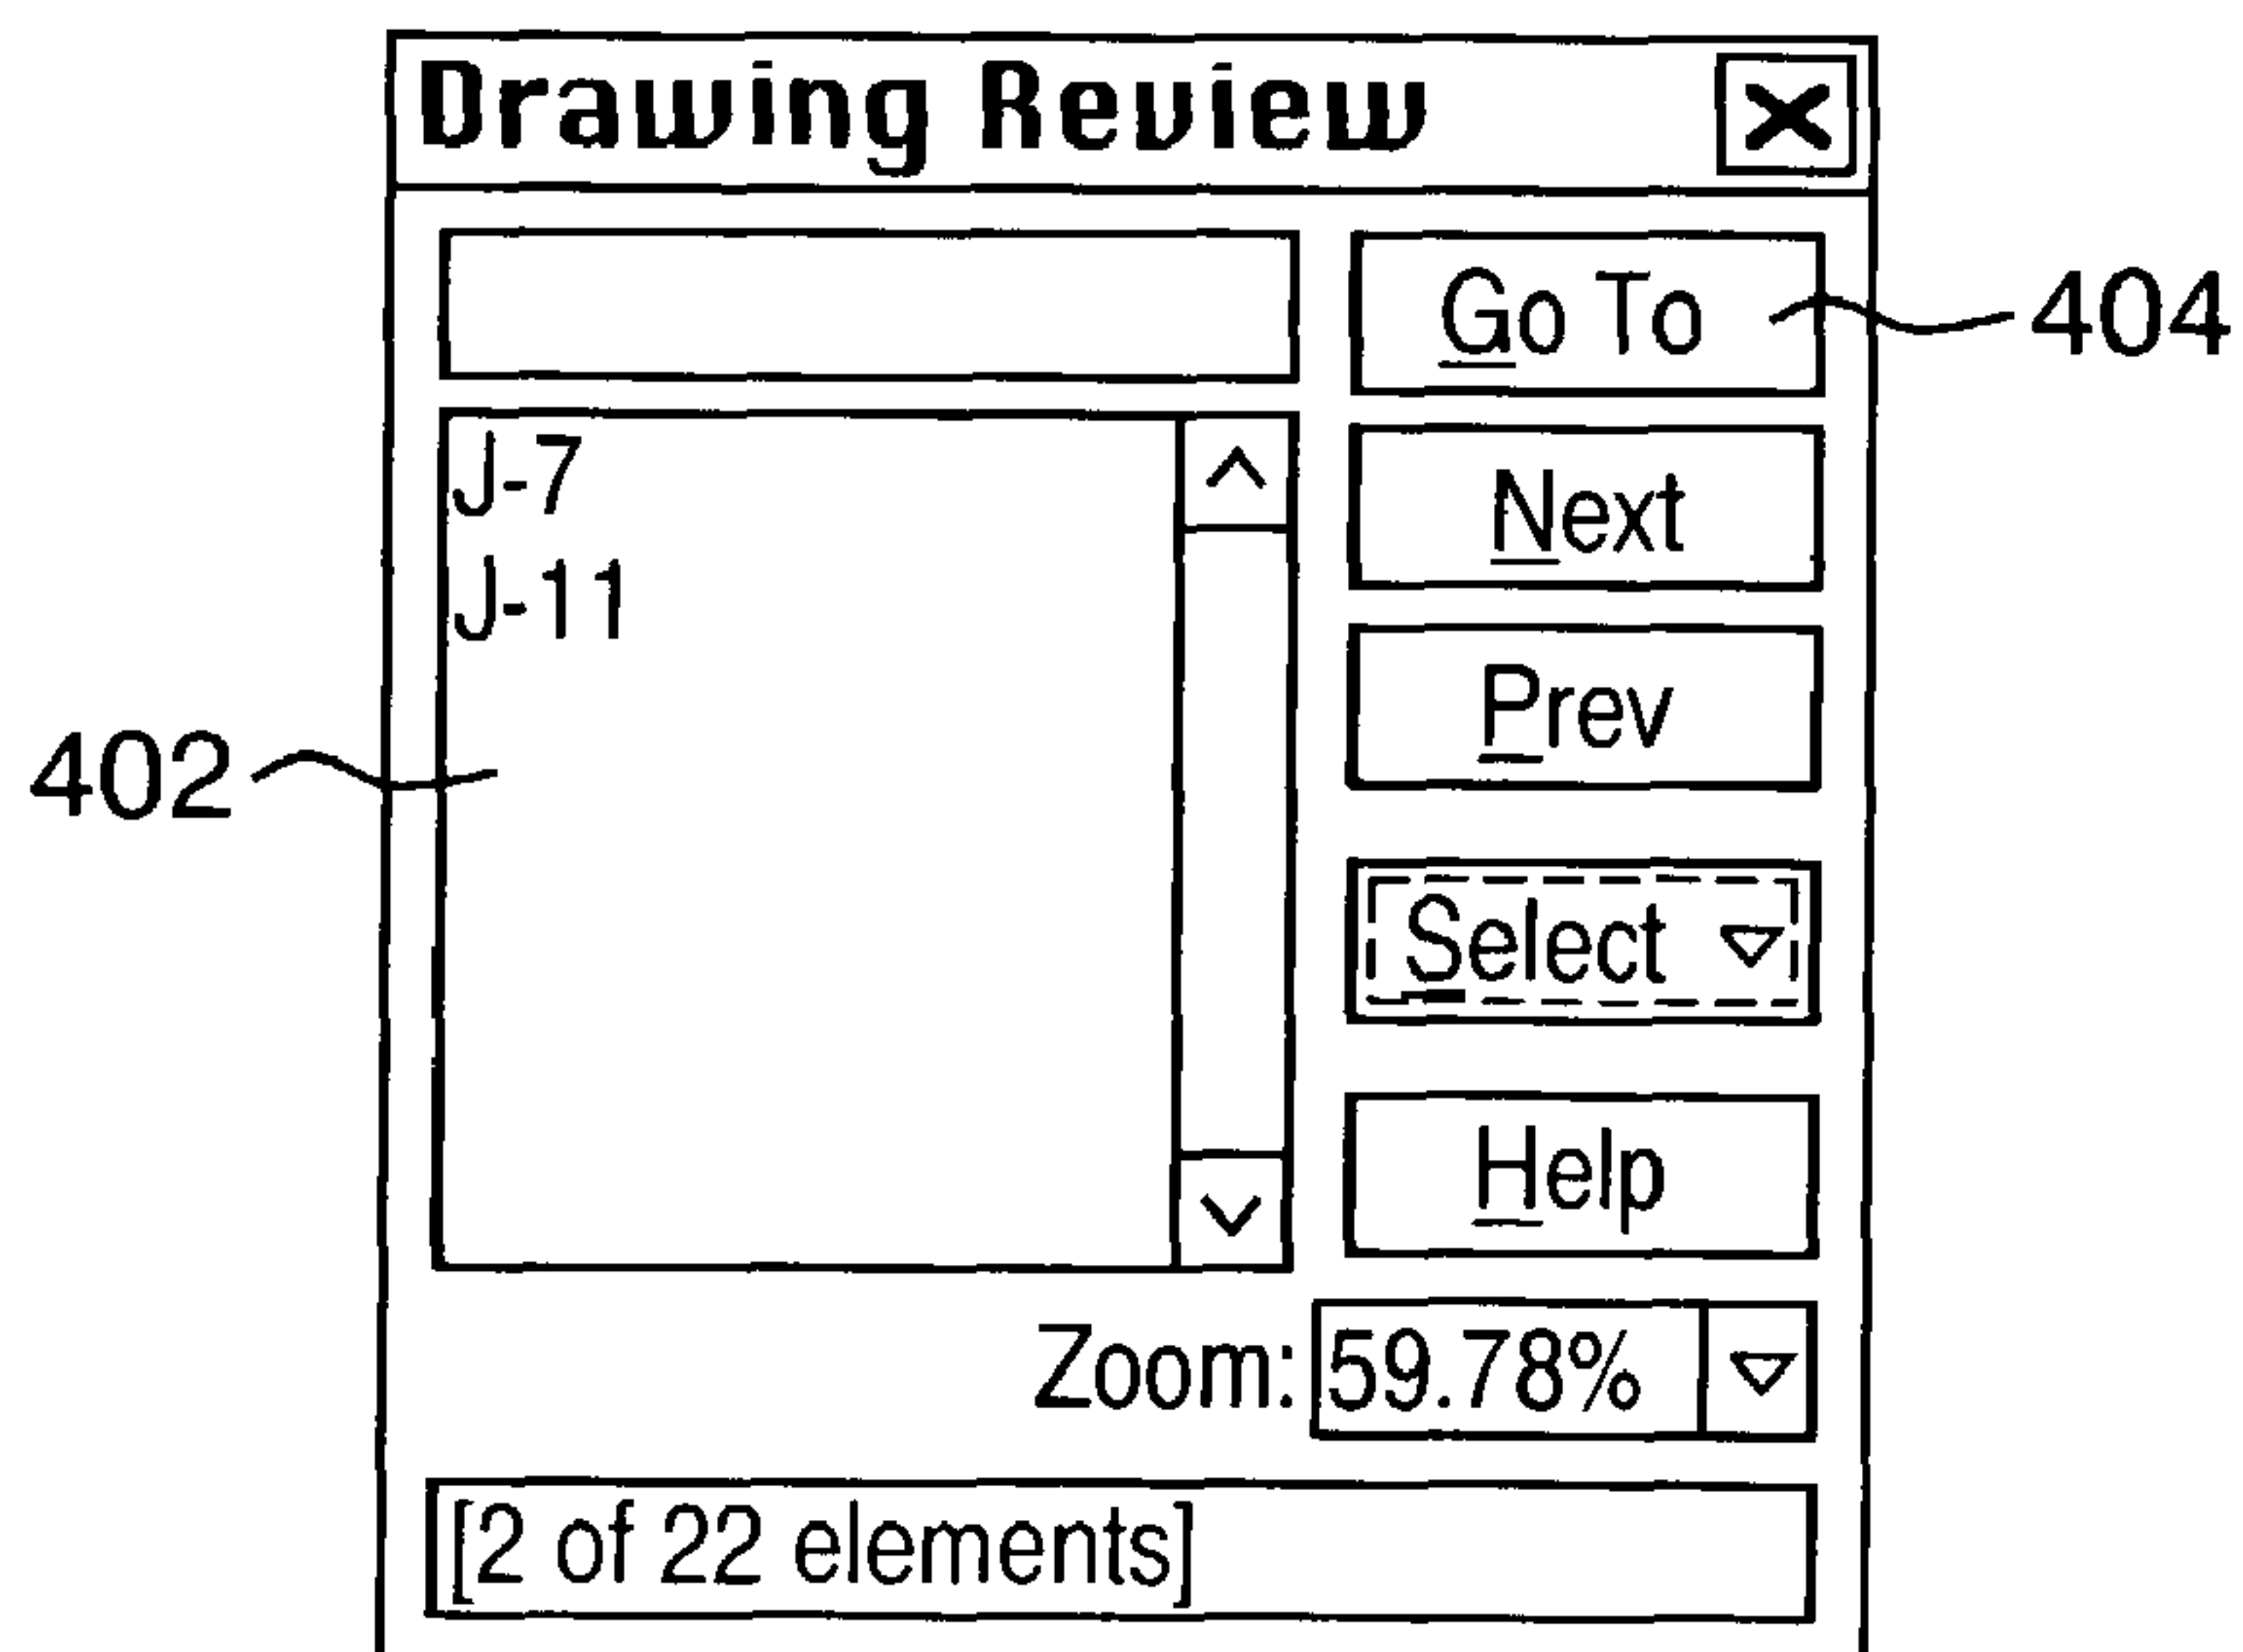 Drawing Review
Go To
404
J-7
Next
J-11
Prev
402
Select
Help
Zoom: 59.78%
[2 of 22 elements]